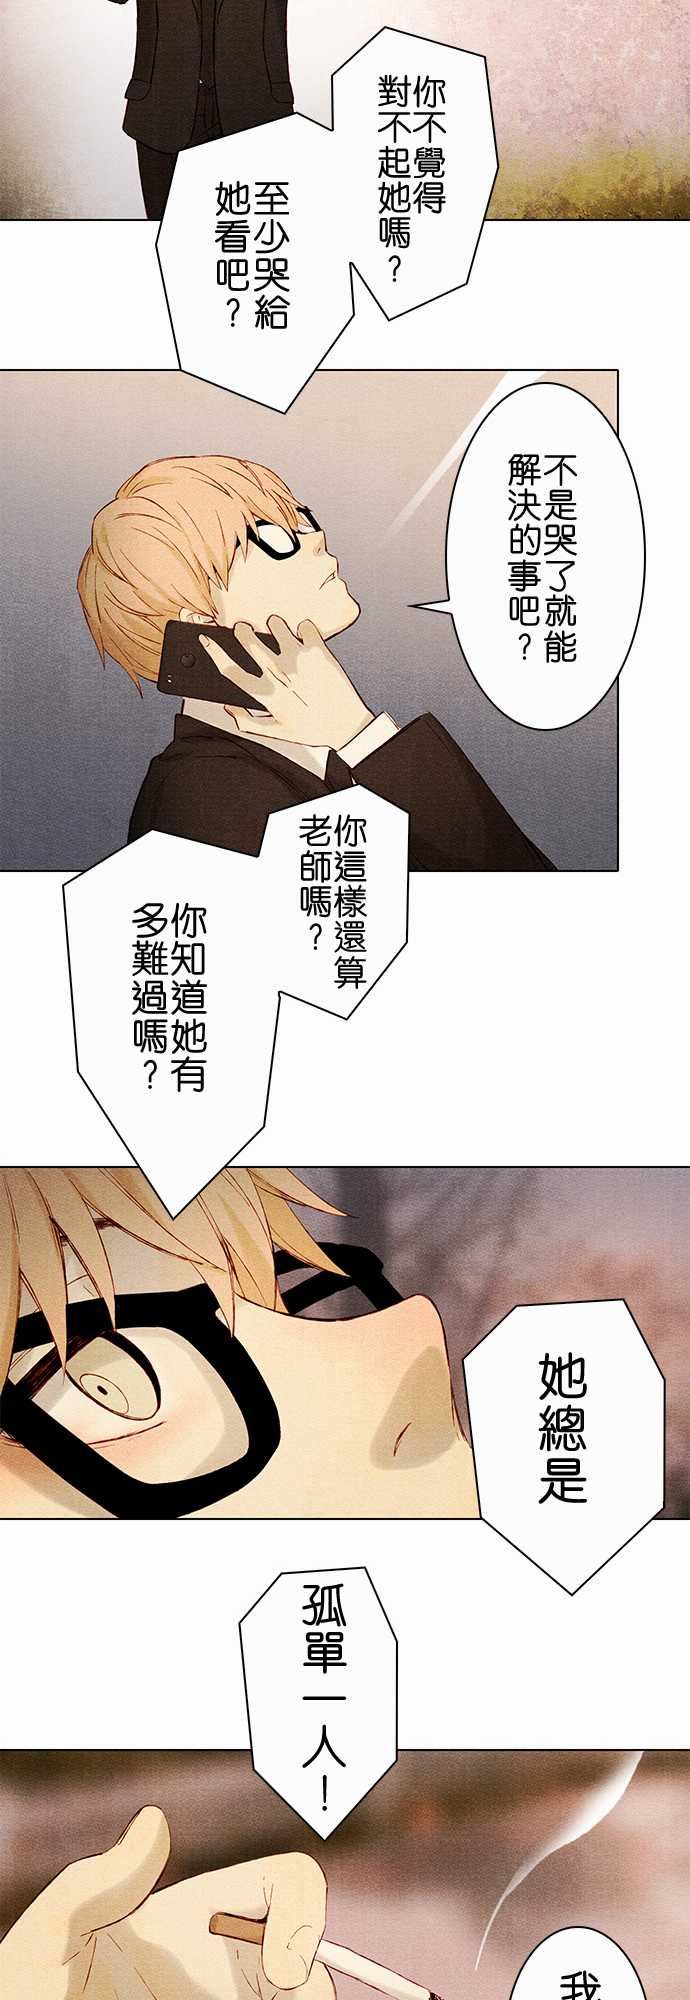 你不覺得
對不起她嗎？
至少哭給
她看吧？
不是哭了就能
解決的事吧？
你這樣還算
老師嗎？
你知道她有
多難過嗎？
她總是
孤單一人！
我